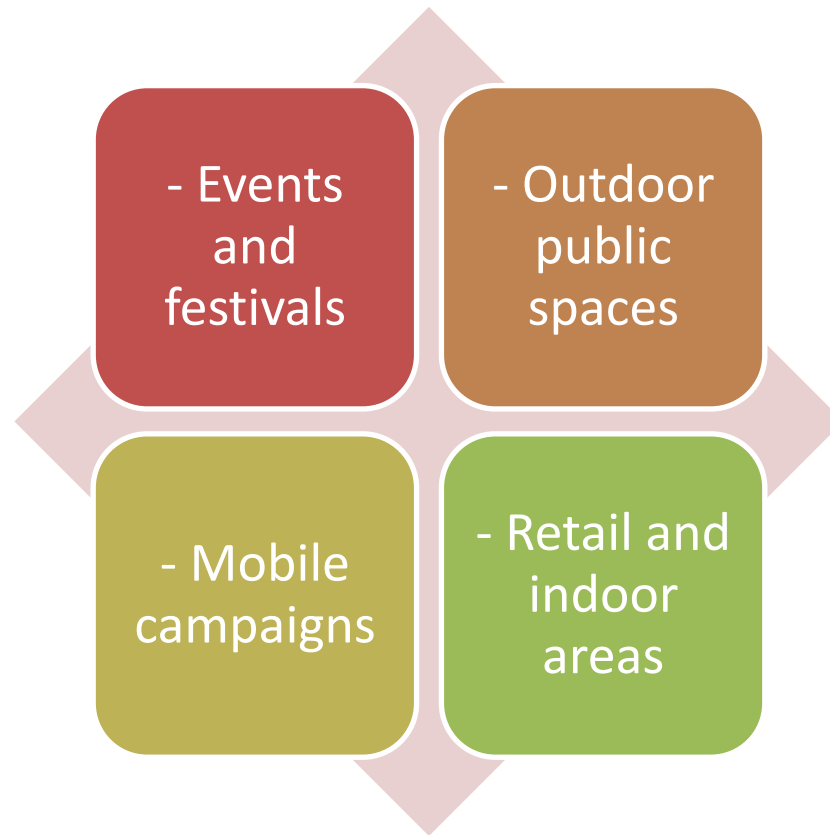 - Events
and
festivals
- Outdoor
public
spaces
- Mobile
campaigns
- Retail and
indoor
areas